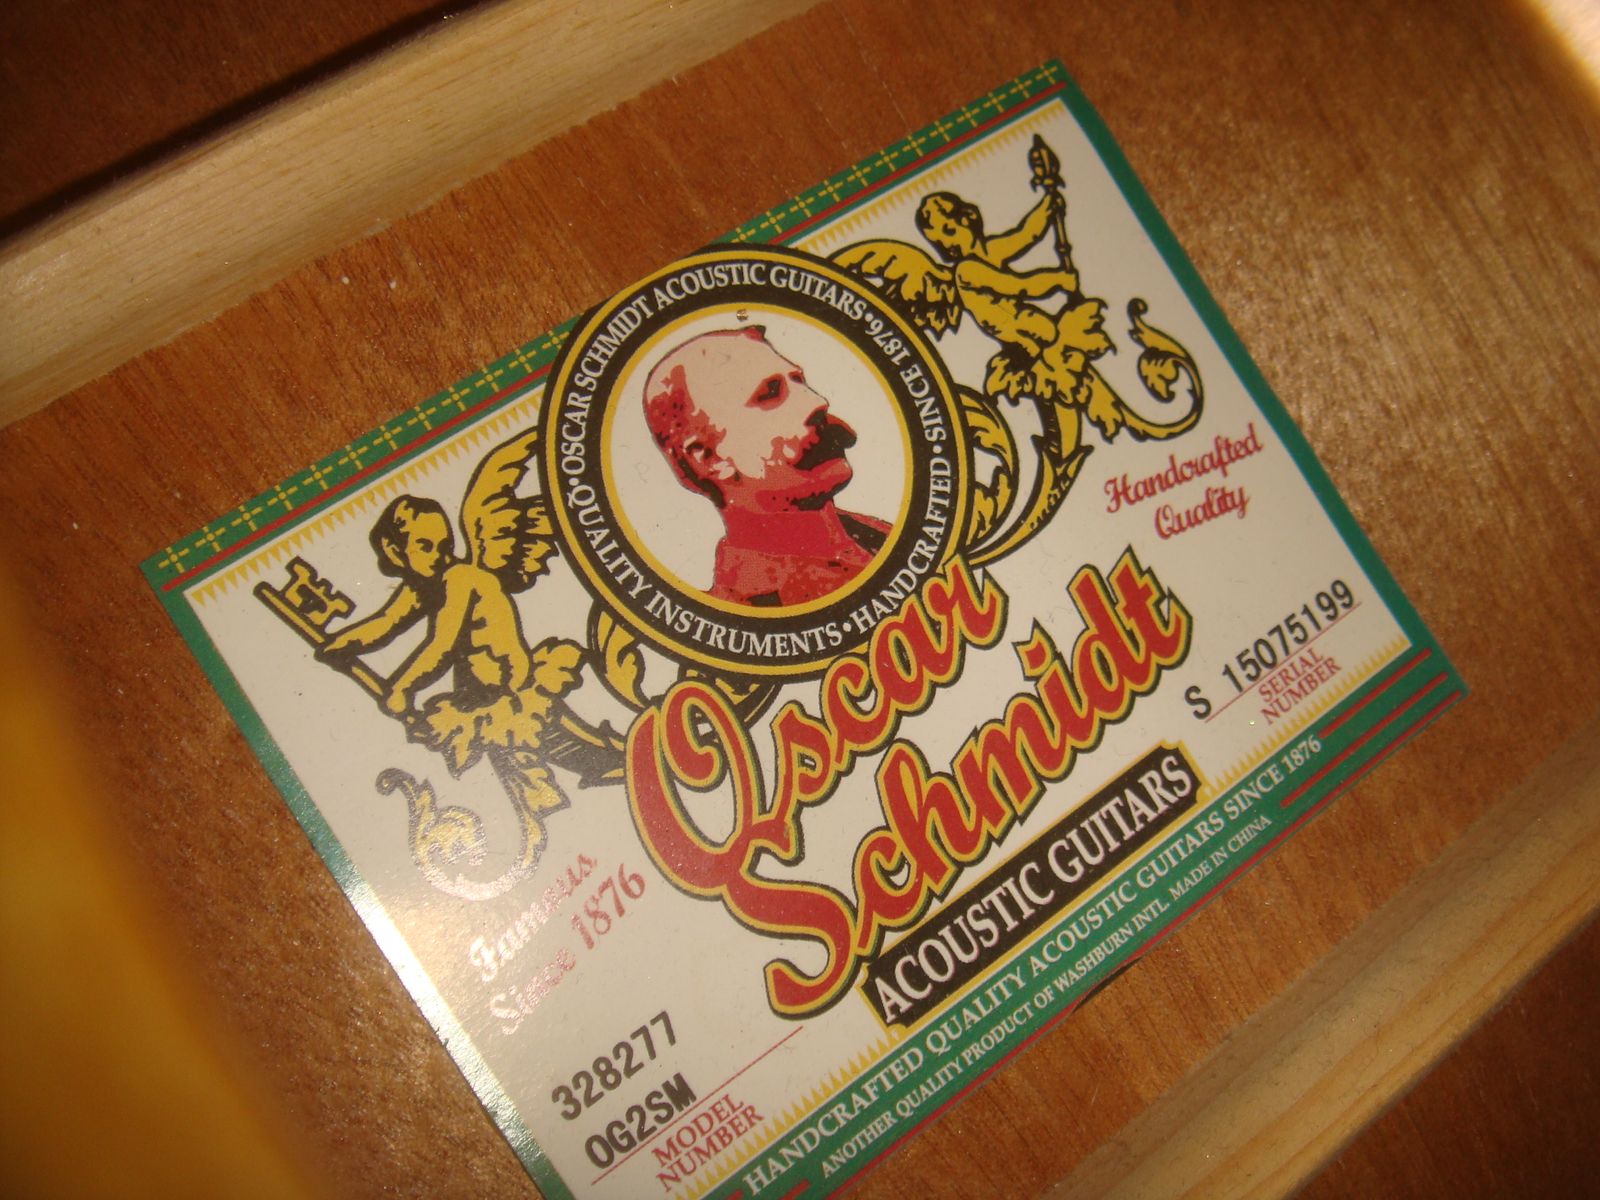 OSCAR SCHMIDT ACOUSTIC GUITARS • SINCE 1876 •
QUALITY INSTRUMENTS • HANDCRAFTED •
Handcrafted
Quality
Oscar
Schmidt
ACOUSTIC GUITARS
S 15075199
SERIAL
NUMBER
Famous
Since 1876
328277
OG2SM
MODEL
NUMBER
HANDCRAFTED QUALITY ACOUSTIC GUITARS SINCE 1876
ANOTHER QUALITY PRODUCT OF WASHBURN INTL. MADE IN CHINA